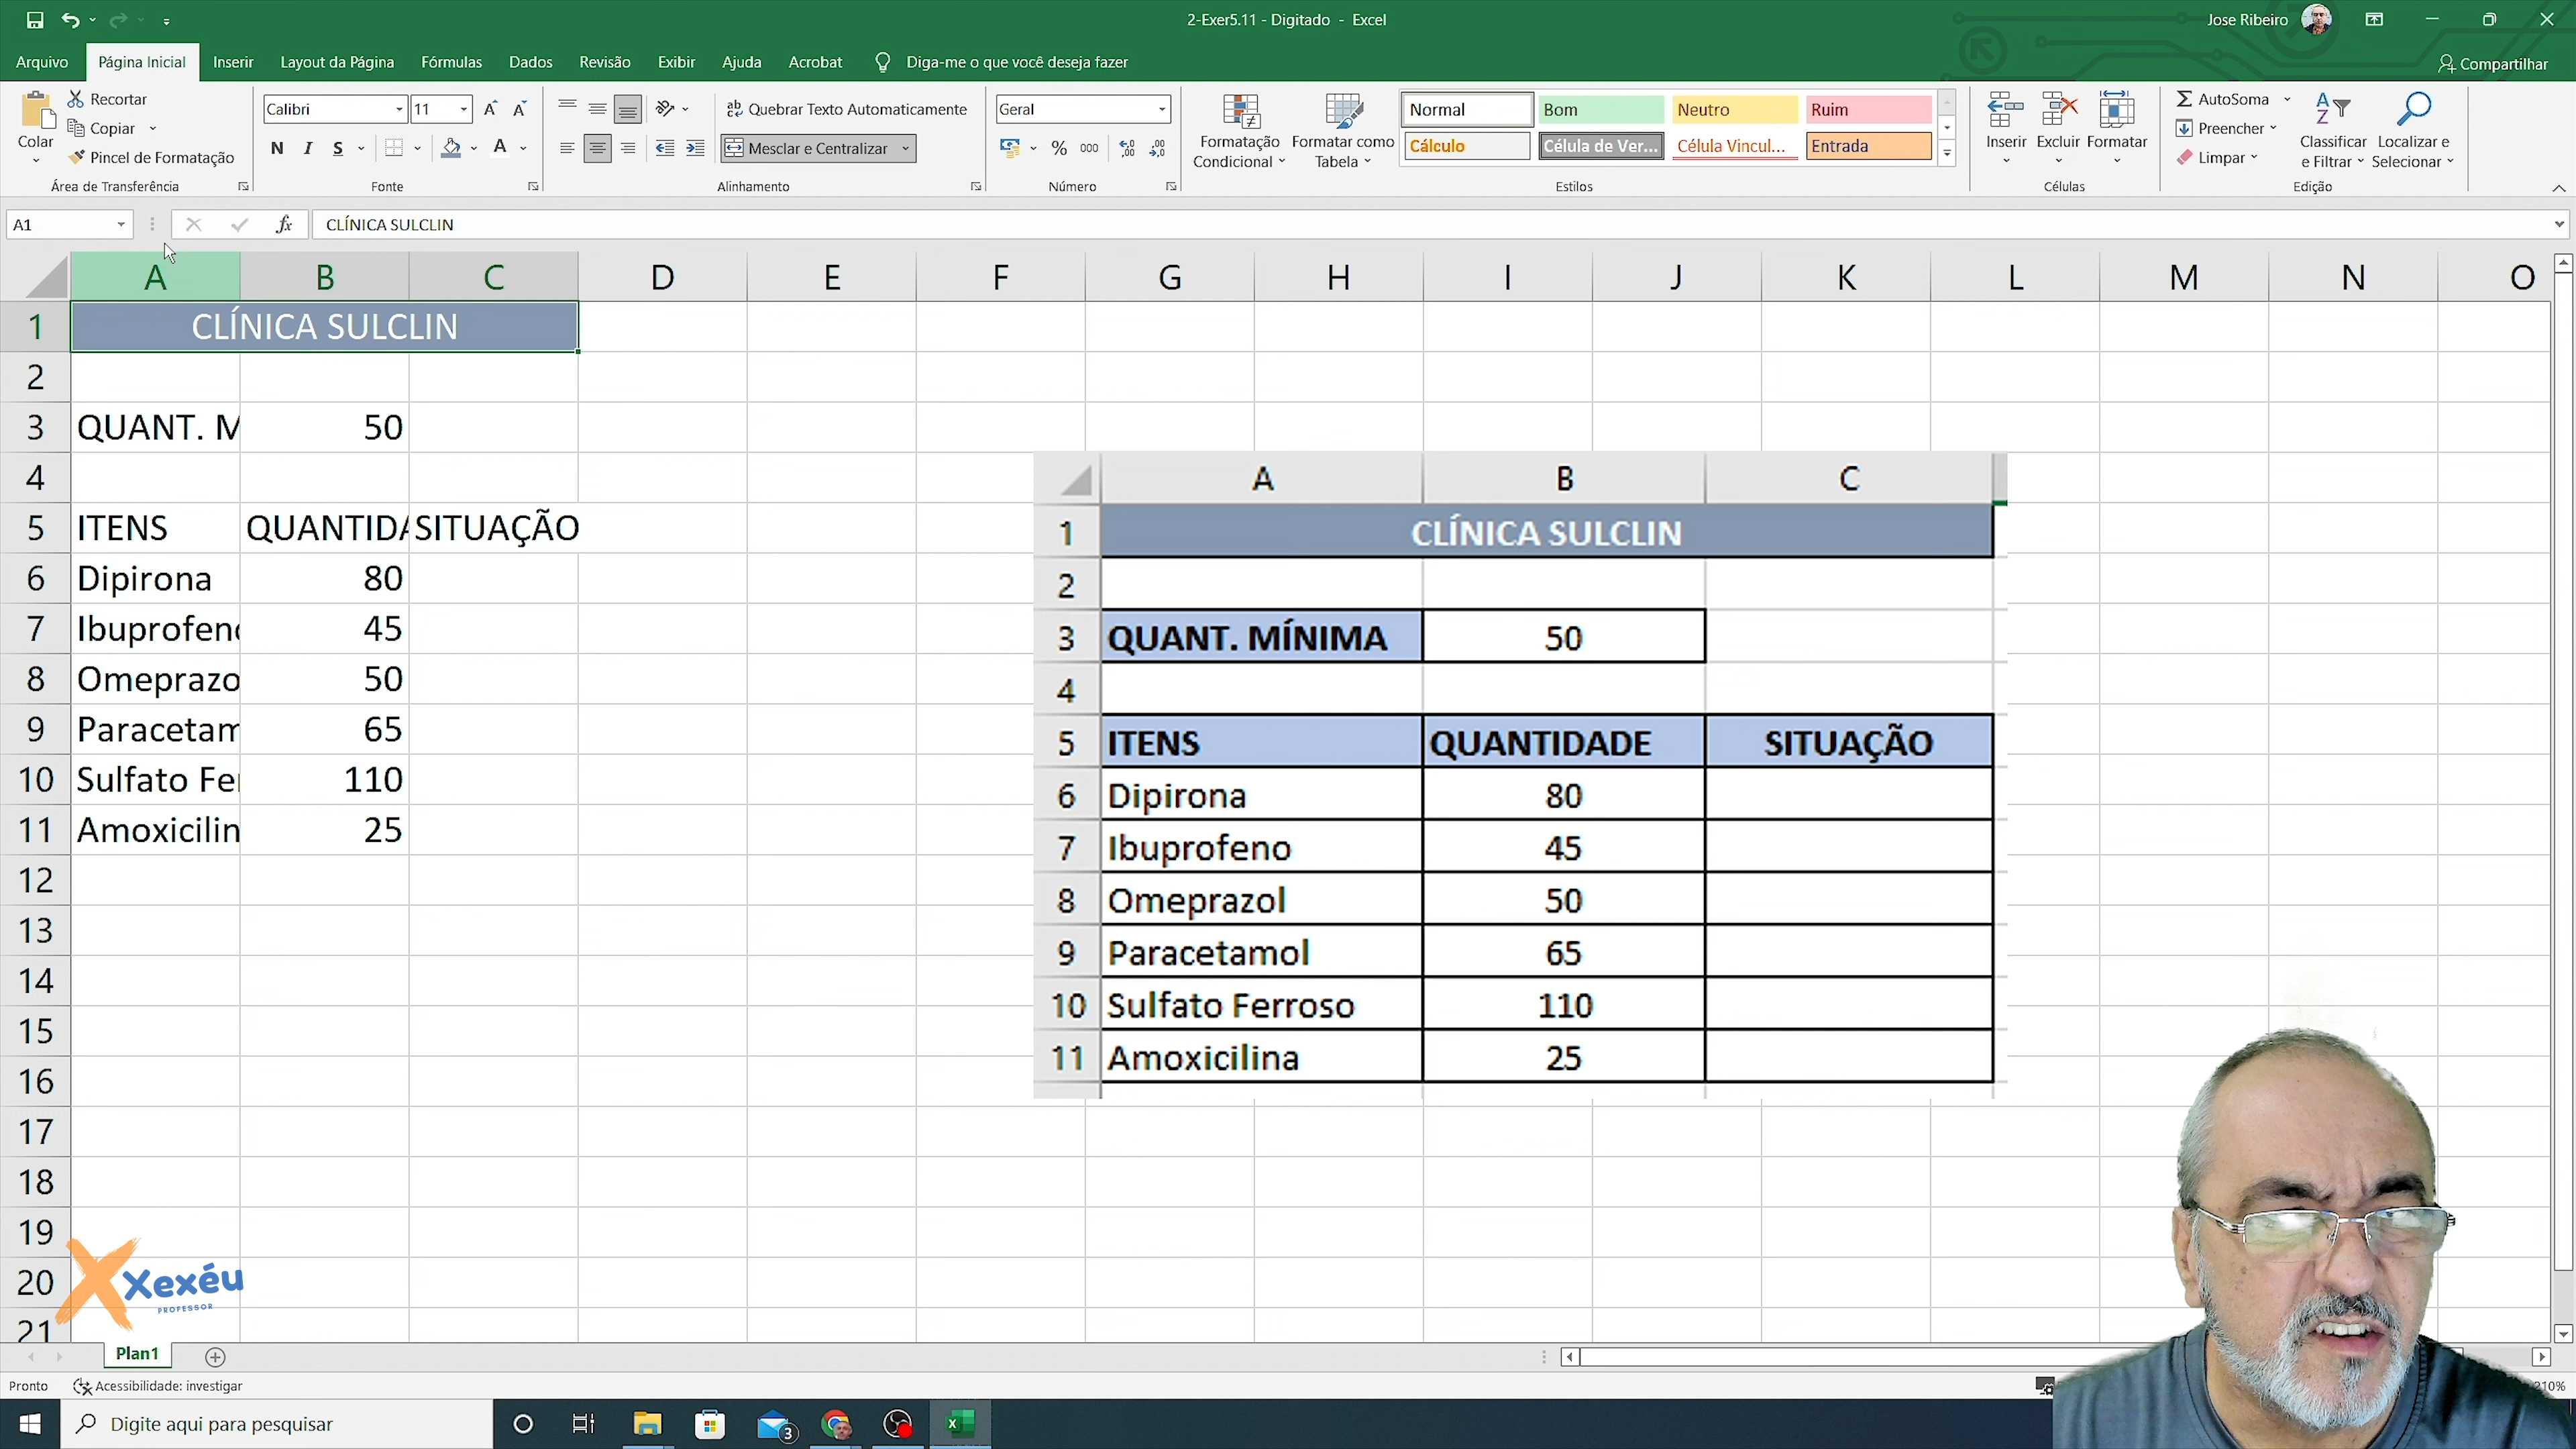 2-Exer5.11 - Digitado - Excel
Jose Ribeiro
Arquivo Página Inicial Inserir Layout da Página Fórmulas Dados Revisão Exibir Ajuda Acrobat Diga-me o que você deseja fazer Compartilhar
Colar
Recortar
Copiar
Pincel de Formatação
Área de Transferência
Calibri 11
N I S
Fonte
Quebrar Texto Automaticamente
Mesclar e Centralizar
Alinhamento
Geral
% 000
Número
Formatação Condicional
Formatar como Tabela
Normal Bom Neutro Ruim
Cálculo Célula de Ver... Célula Vincul... Entrada
Estilos
Inserir Excluir Formatar
Células
AutoSoma
Preencher
Limpar
Classificar e Filtrar
Localizar e Selecionar
Edição
A1 fx CLÍNICA SULCLIN
A B C D E F G H I J K L M N O
1 CLÍNICA SULCLIN
2
3 QUANT. M 50
4
5 ITENS QUANTIDA SITUAÇÃO
6 Dipirona 80
7 Ibuprofeno 45
8 Omeprazo 50
9 Paracetam 65
10 Sulfato Fer 110
11 Amoxicilin 25
12
13
14
15
16
17
18
19
20
21
A B C
1 CLÍNICA SULCLIN
2
3 QUANT. MÍNIMA 50
4
5 ITENS QUANTIDADE SITUAÇÃO
6 Dipirona 80
7 Ibuprofeno 45
8 Omeprazol 50
9 Paracetamol 65
10 Sulfato Ferroso 110
11 Amoxicilina 25
Xexéu
PROFESSOR
Plan1
Pronto Acessibilidade: investigar
210%
Digite aqui para pesquisar
3